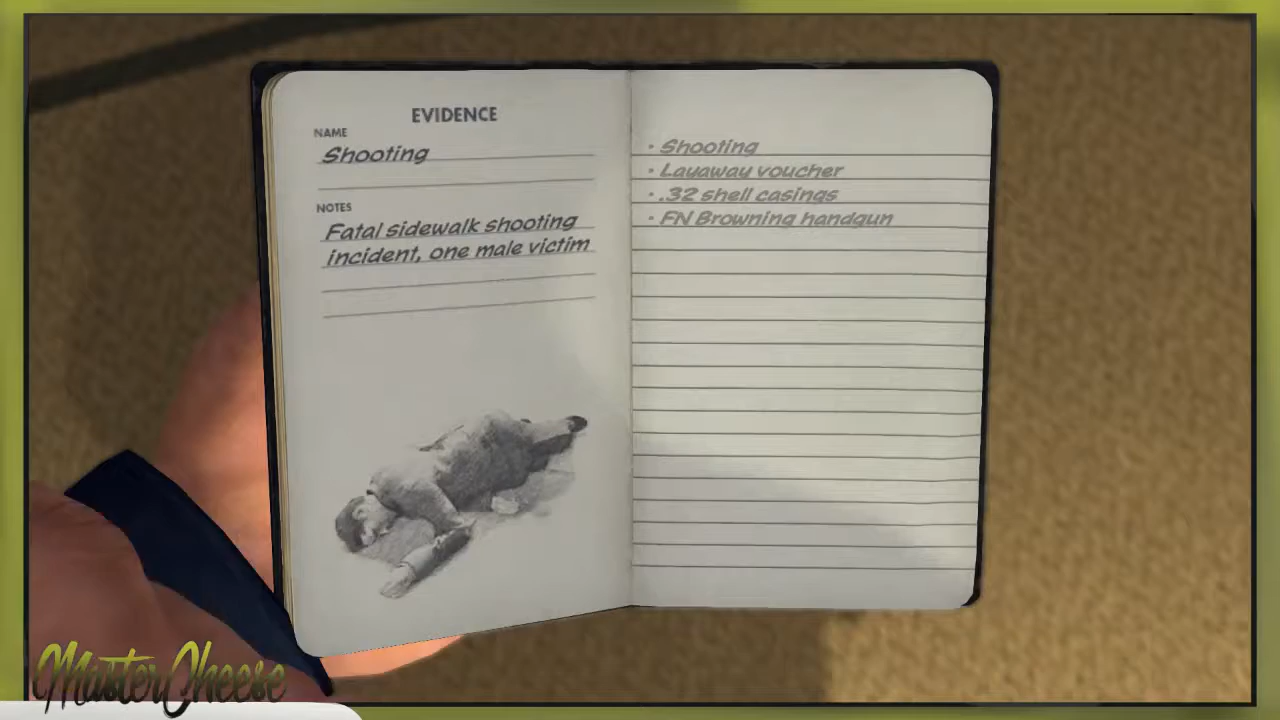 EVIDENCE
NAME
Shooting
NOTES
Fatal sidewalk shooting
incident, one male victim
• Shooting
• Layaway voucher
• .32 shell casings
• FN Browning handgun
MasterCheese